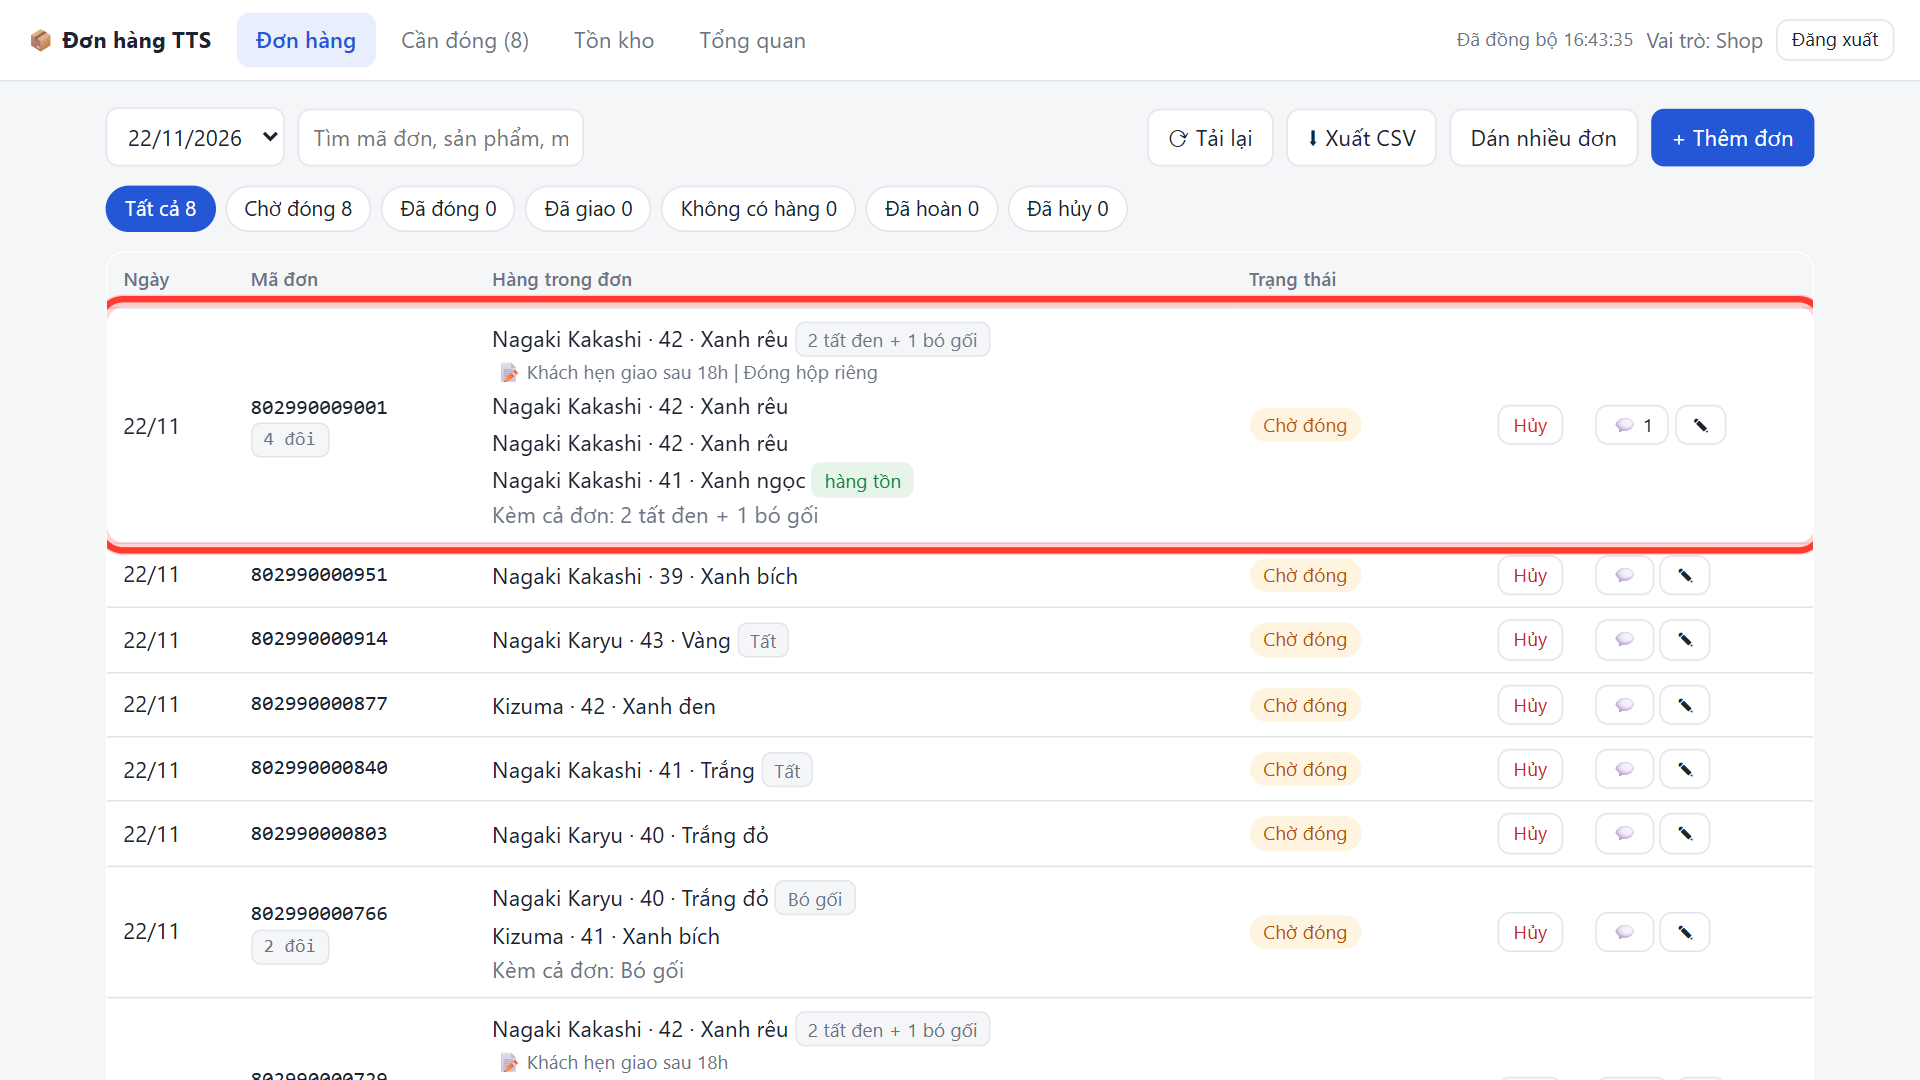 Đơn hàng TTS
Đơn hàng
Cần đóng (8)
Tồn kho
Tổng quan
Đã đồng bộ 16:43:35
Vai trò: Shop
Đăng xuất
22/11/2026
Tìm mã đơn, sản phẩm, m
Tải lại
Xuất CSV
Dán nhiều đơn
+ Thêm đơn
Tất cả 8
Chờ đóng 8
Đã đóng 0
Đã giao 0
Không có hàng 0
Đã hoàn 0
Đã hủy 0
Ngày Mã đơn Hàng trong đơn Trạng thái
22/11
802990009001
4 đôi
Nagaki Kakashi · 42 · Xanh rêu 2 tất đen + 1 bó gối
Khách hẹn giao sau 18h | Đóng hộp riêng
Nagaki Kakashi · 42 · Xanh rêu
Nagaki Kakashi · 42 · Xanh rêu
Nagaki Kakashi · 41 · Xanh ngọc hàng tồn
Kèm cả đơn: 2 tất đen + 1 bó gối
Chờ đóng
Hủy
1
22/11 802990000951 Nagaki Kakashi · 39 · Xanh bích Chờ đóng Hủy
22/11 802990000914 Nagaki Karyu · 43 · Vàng Tất Chờ đóng Hủy
22/11 802990000877 Kizuma · 42 · Xanh đen Chờ đóng Hủy
22/11 802990000840 Nagaki Kakashi · 41 · Trắng Tất Chờ đóng Hủy
22/11 802990000803 Nagaki Karyu · 40 · Trắng đỏ Chờ đóng Hủy
22/11
802990000766
2 đôi
Nagaki Karyu · 40 · Trắng đỏ Bó gối
Kizuma · 41 · Xanh bích
Kèm cả đơn: Bó gối
Chờ đóng
Hủy
Nagaki Kakashi · 42 · Xanh rêu 2 tất đen + 1 bó gối
Khách hẹn giao sau 18h